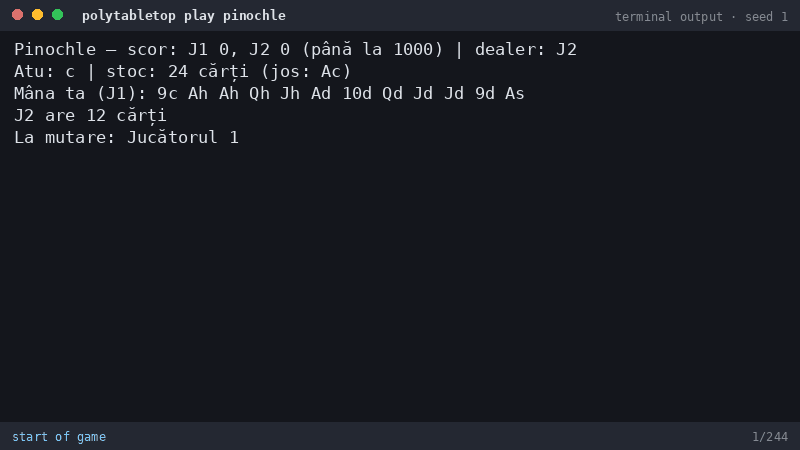 polytabletop play pinochle
terminal output · seed 1
Pinochle — scor: J1 0, J2 0 (până la 1000) | dealer: J2
Atu: c | stoc: 24 cărți (jos: Ac)
Mâna ta (J1): 9c Ah Ah Qh Jh Ad 10d Qd Jd Jd 9d As
J2 are 12 cărți
La mutare: Jucătorul 1
start of game
1/244